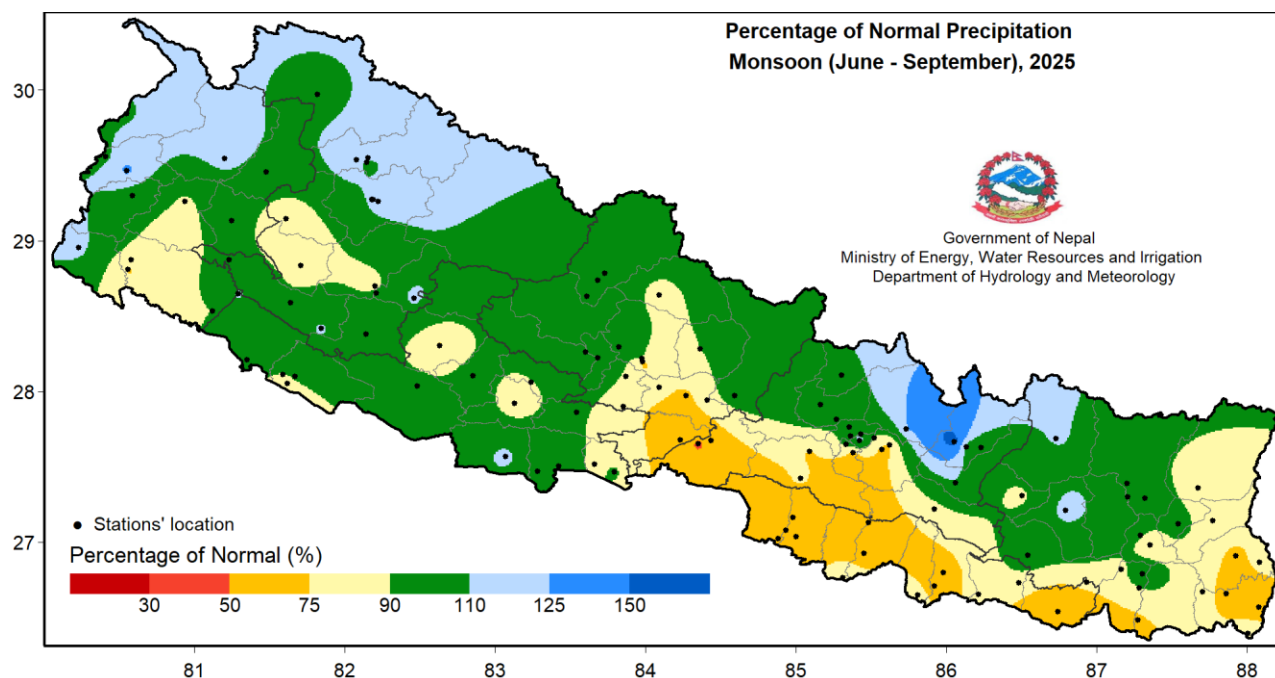 Percentage of Normal Precipitation
Monsoon (June - September), 2025
Government of Nepal
Ministry of Energy, Water Resources and Irrigation
Department of Hydrology and Meteorology
30
29
28
27
Stations' location
Percentage of Normal (%)
30 50 75 90 110 125 150
81 82 83 84 85 86 87 88